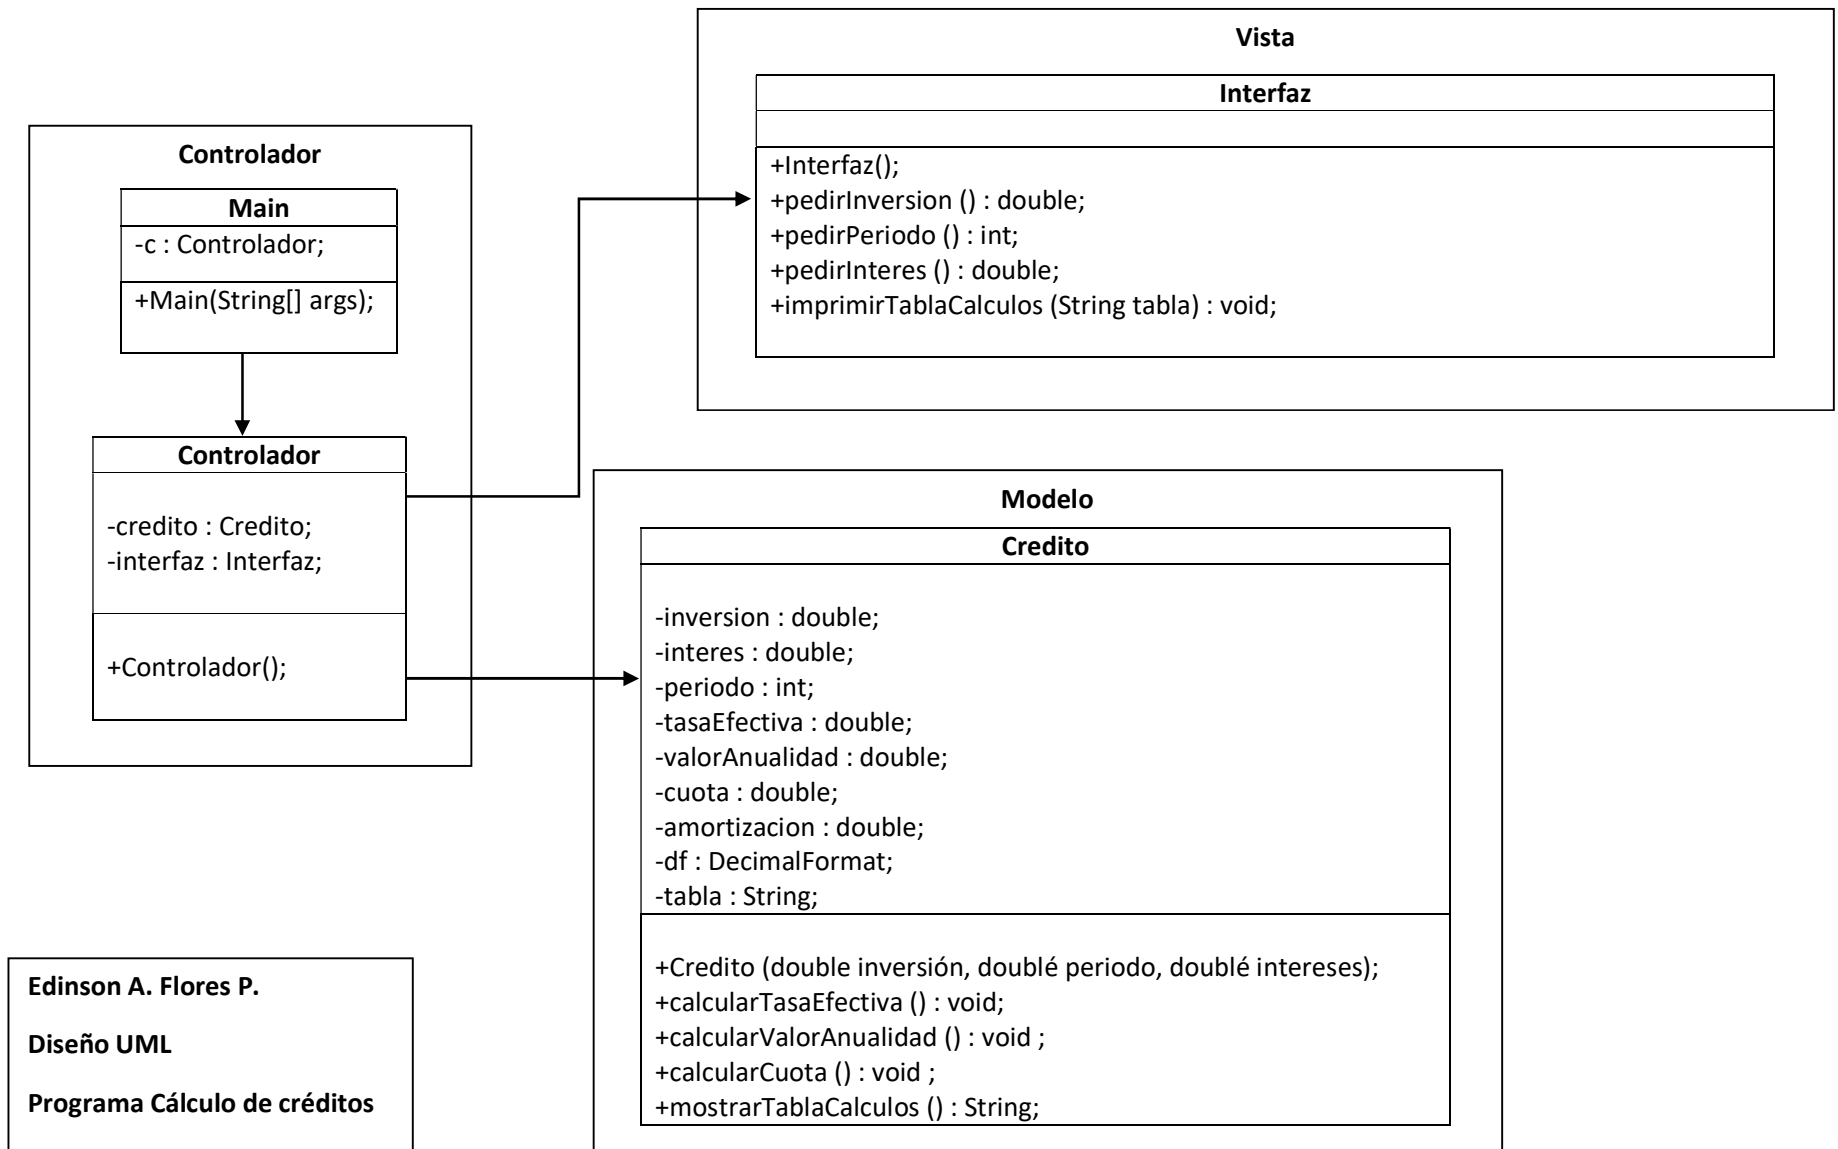 Vista
Interfaz
+Interfaz();
+pedirInversion () : double;
+pedirPeriodo () : int;
+pedirInteres () : double;
+imprimirTablaCalculos (String tabla) : void;
Controlador
Main
-c : Controlador;
+Main(String[] args);
Controlador
-credito : Credito;
-interfaz : Interfaz;
+Controlador();
Modelo
Credito
-inversion : double;
-interes : double;
-periodo : int;
-tasaEfectiva : double;
-valorAnualidad : double;
-cuota : double;
-amortizacion : double;
-df : DecimalFormat;
-tabla : String;
+Credito (double inversión, doublé periodo, doublé intereses);
+calcularTasaEfectiva () : void;
+calcularValorAnualidad () : void ;
+calcularCuota () : void ;
+mostrarTablaCalculos () : String;
Edinson A. Flores P.
Diseño UML
Programa Cálculo de créditos